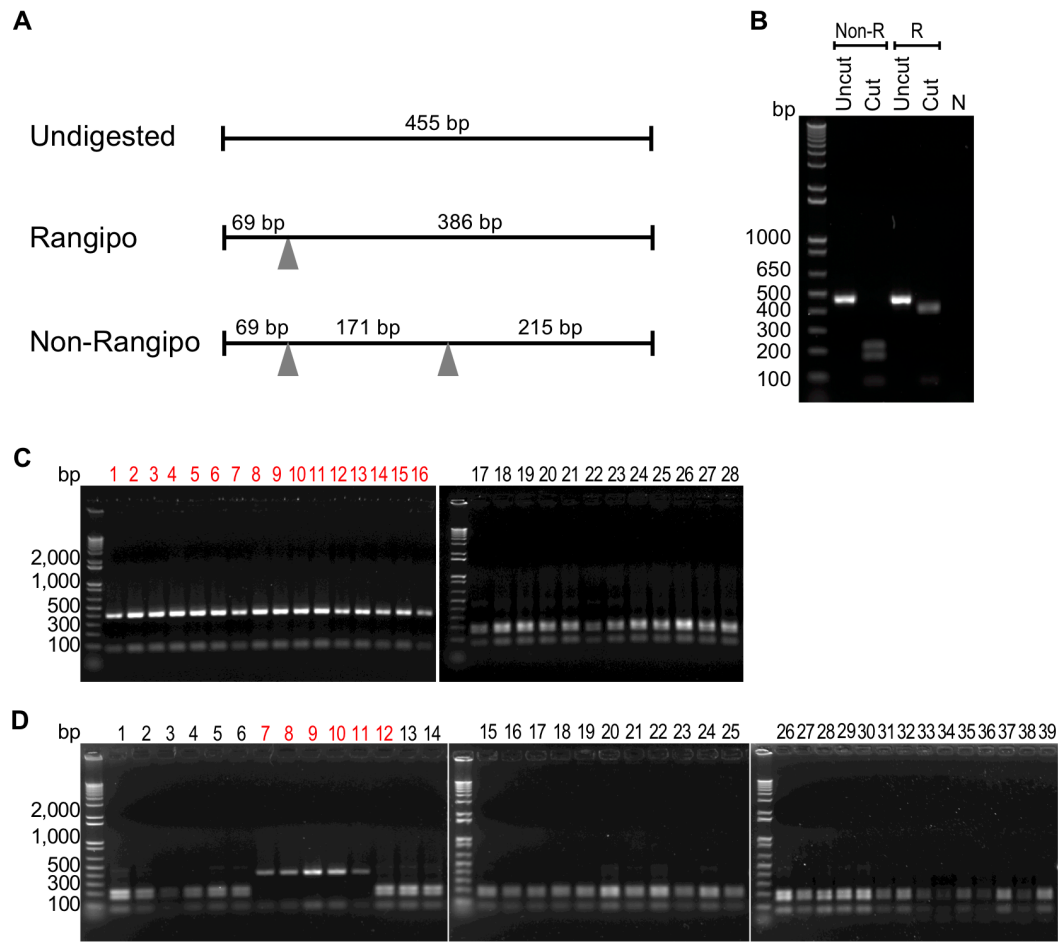 A
Undigested
455 bp
Rangipo
69 bp 386 bp
Non-Rangipo
69 bp 171 bp 215 bp
B
Non-R R
bp Uncut Cut Uncut Cut N
1000
650
500
400
300
200
100
C
bp 1 2 3 4 5 6 7 8 9 10 11 12 13 14 15 16 17 18 19 20 21 22 23 24 25 26 27 28
2,000
1,000
500
300
100
D
bp 1 2 3 4 5 6 7 8 9 10 11 12 13 14 15 16 17 18 19 20 21 22 23 24 25 26 27 28 29 30 31 32 33 34 35 36 37 38 39
2,000
1,000
500
300
100